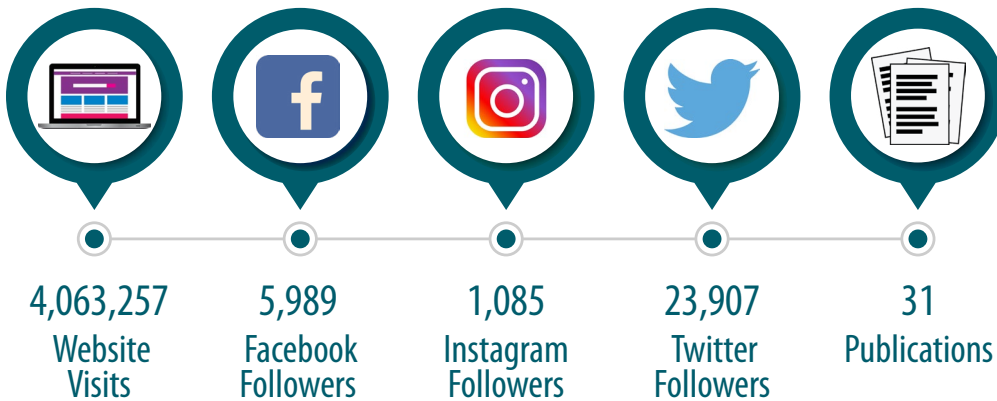 4,063,257
Website
Visits
5,989
Facebook
Followers
1,085
Instagram
Followers
23,907
Twitter
Followers
31
Publications